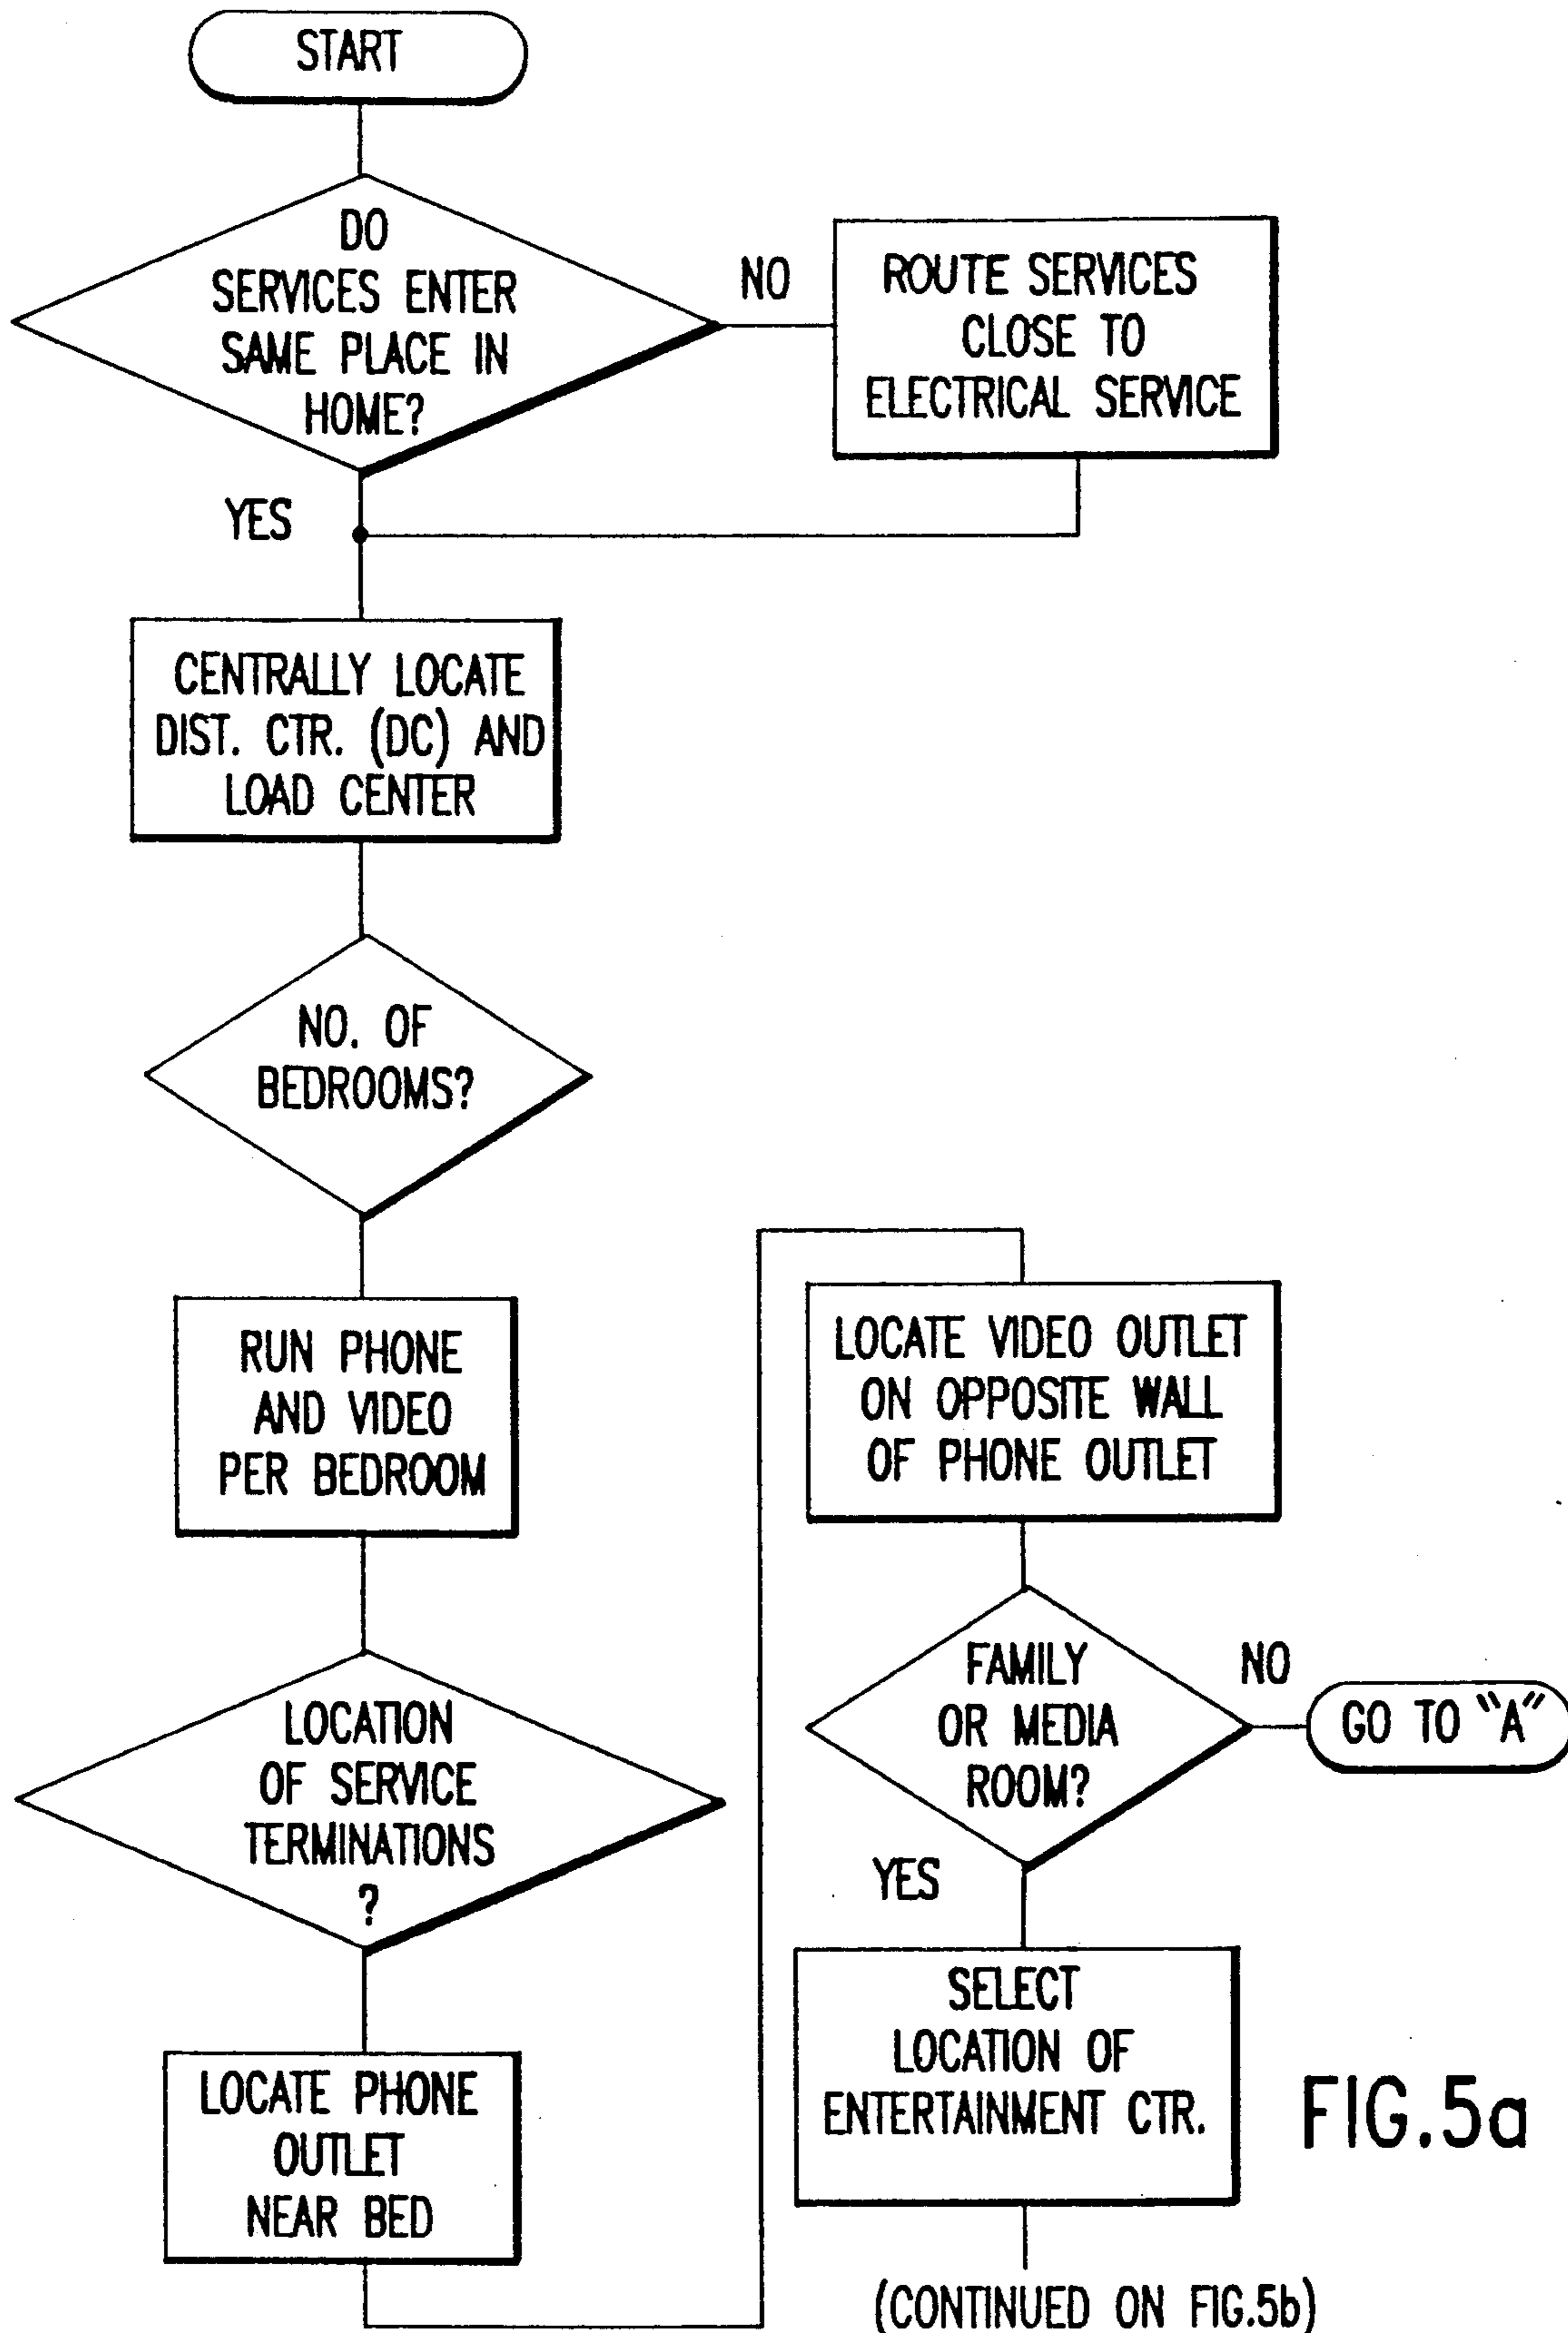 START
DO
SERVICES ENTER
SAME PLACE IN
HOME?
NO
ROUTE SERVICES
CLOSE TO
ELECTRICAL SERVICE
YES
CENTRALLY LOCATE
DIST. CTR. (DC) AND
LOAD CENTER
NO. OF
BEDROOMS?
RUN PHONE
AND VIDEO
PER BEDROOM
LOCATION
OF SERVICE
TERMINATIONS
?
LOCATE PHONE
OUTLET
NEAR BED
LOCATE VIDEO OUTLET
ON OPPOSITE WALL
OF PHONE OUTLET
FAMILY
OR MEDIA
ROOM?
NO
GO TO "A"
YES
SELECT
LOCATION OF
ENTERTAINMENT CTR.
(CONTINUED ON FIG.5b)
FIG.5a